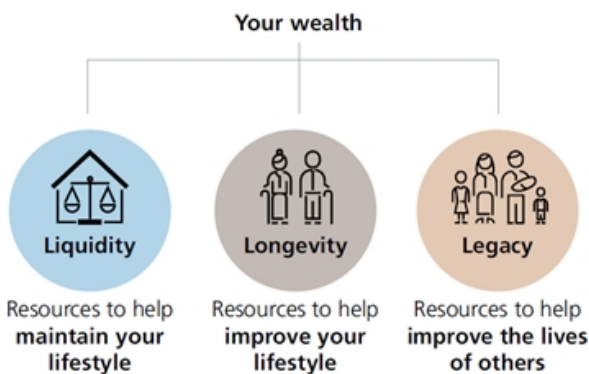 Your wealth
Liquidity
Longevity
Legacy
Resources to help
maintain your
lifestyle
Resources to help
improve your
lifestyle
Resources to help
improve the lives
of others